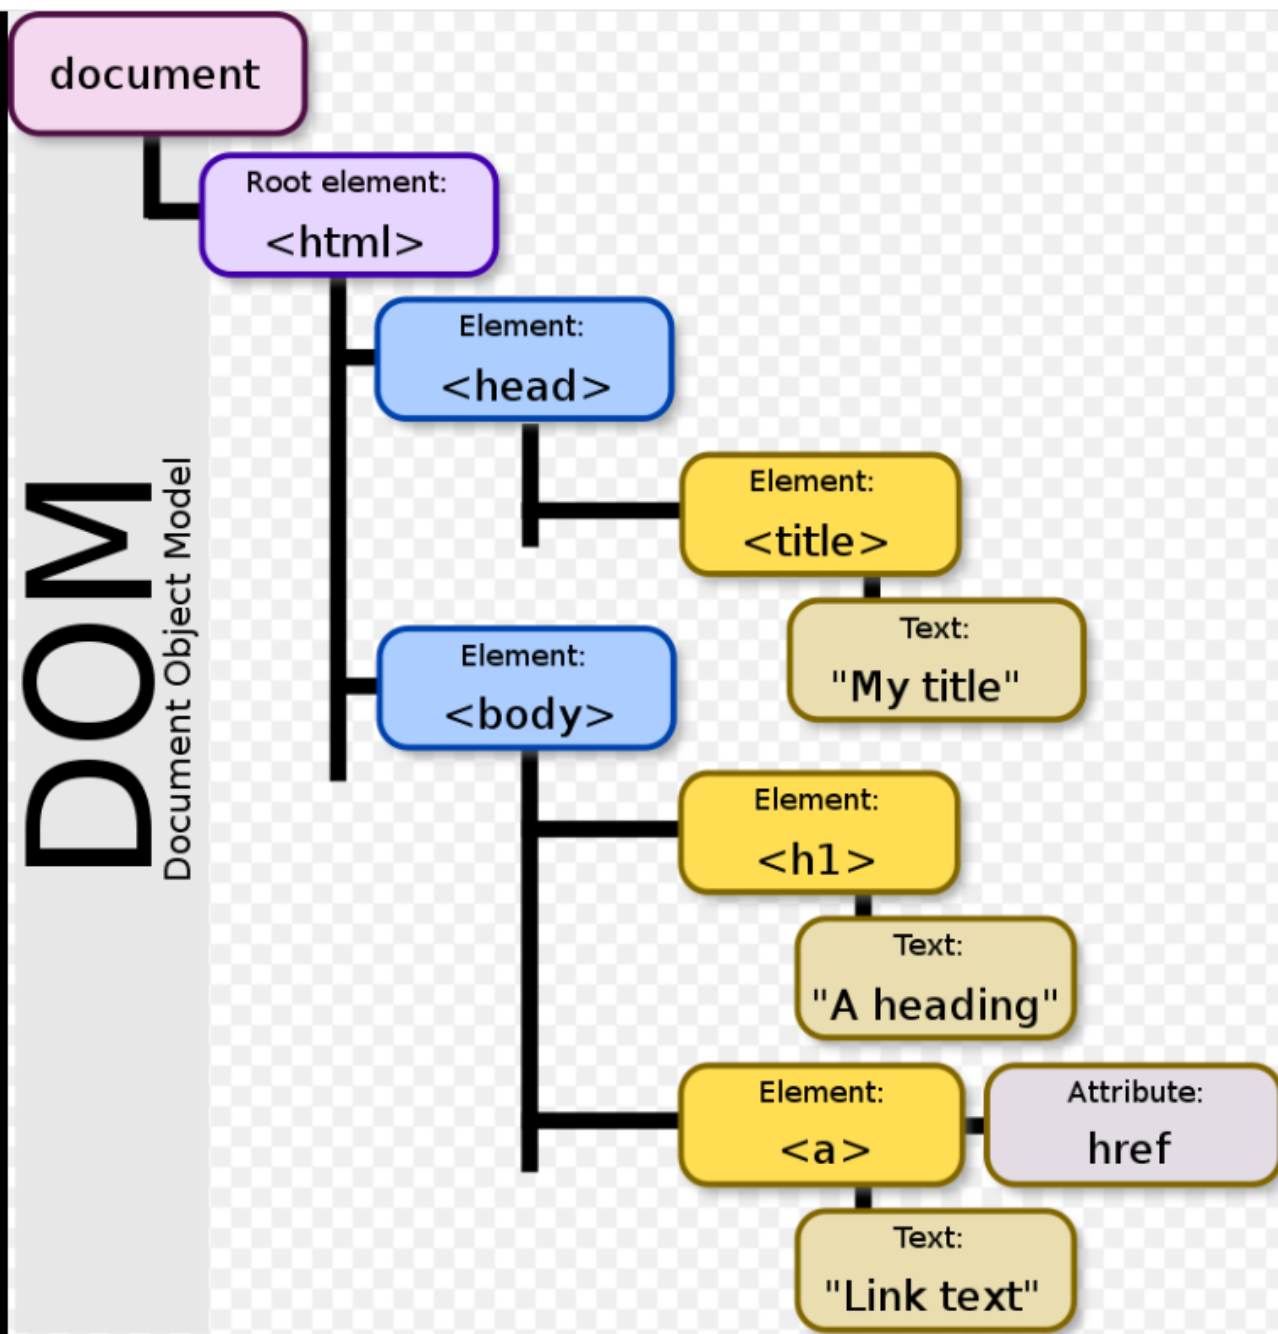 document
Root element:
<html>
Element:
<head>
Element:
<title>
Text:
"My title"
Element:
<body>
Element:
<h1>
Text:
"A heading"
Element:
<a>
Attribute:
href
Text:
"Link text"
DOM
Document Object Model